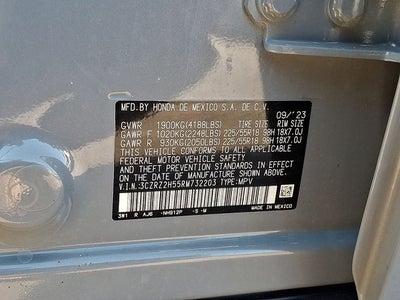 MFD.BY HONDA DE MEXICO S.A. DE C.V.
09/'23
GVWR 1900KG(4188LBS) TIRE SIZE RIM SIZE
GAWR F 1020KG(2248LBS) 225/55R18 98H 18X7.0J
GAWR R 930KG(2050LBS) 225/55R18 98H 18X7.0J
THIS VEHICLE CONFORMS TO ALL APPLICABLE
FEDERAL MOTOR VEHICLE SAFETY
AND THEFT PREVENTION STANDARDS IN EFFECT
ON THE DATE OF MANUFACTURE SHOWN ABOVE.
V.I.N.:3CZRZ2H55RM732203 TYPE:MPV
3W1 R AJ6 -NH912P -S -M
MADE IN MEXICO